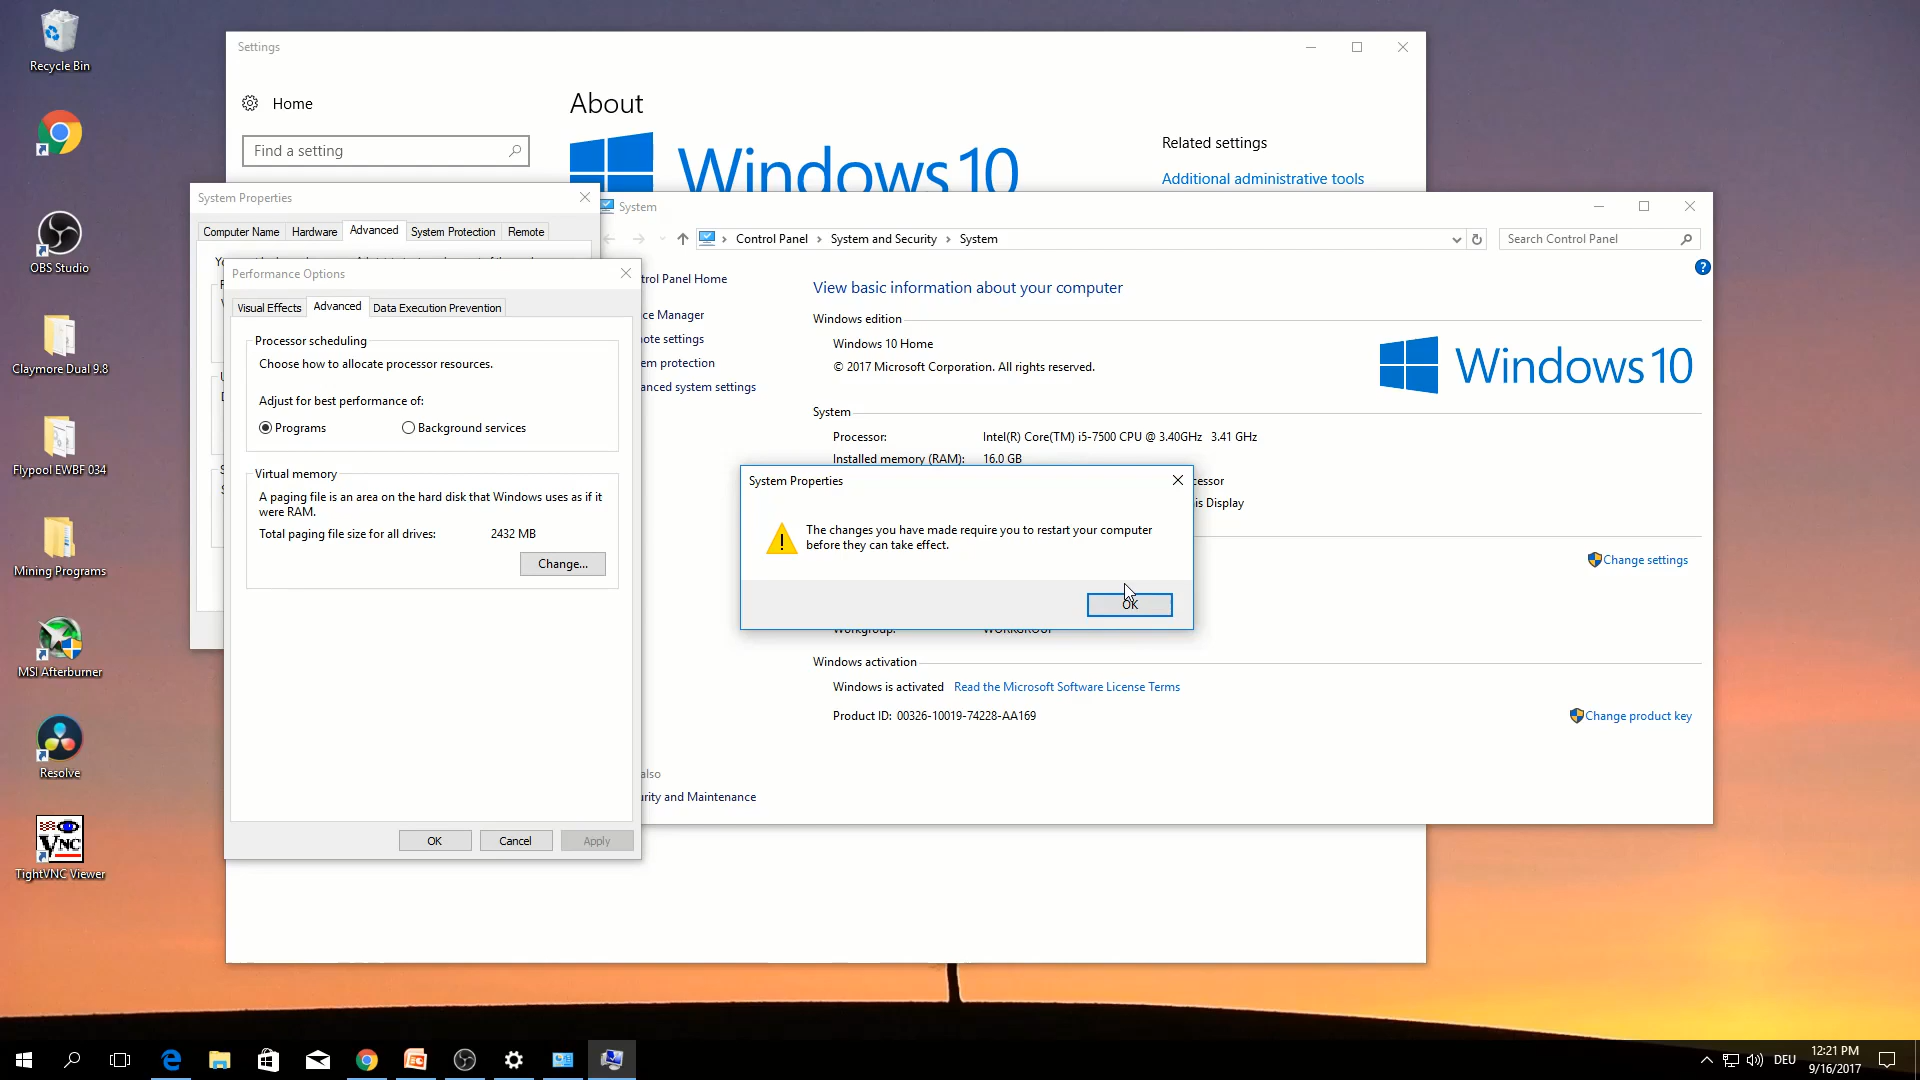 Recycle Bin
OBS Studio
Claymore Dual 9.8
Flypool EWBF 034
Mining Programs
MSI Afterburner
Resolve
VNC
TightVNC Viewer
Settings
Home
Find a setting
About
Windows 10
Related settings
Additional administrative tools
System Properties
Computer Name
Hardware
Advanced
System Protection
Remote
Performance Options
Visual Effects
Advanced
Data Execution Prevention
Processor scheduling
Choose how to allocate processor resources.
Adjust for best performance of:
Programs
Background services
Virtual memory
A paging file is an area on the hard disk that Windows uses as if it
were RAM.
Total paging file size for all drives:
2432 MB
Change...
OK
Cancel
Apply
System
Control Panel
System and Security
System
Search Control Panel
trol Panel Home
ce Manager
ote settings
em protection
anced system settings
also
urity and Maintenance
View basic information about your computer
Windows edition
Windows 10 Home
© 2017 Microsoft Corporation. All rights reserved.
Windows 10
System
Processor:
Intel(R) Core(TM) i5-7500 CPU @ 3.40GHz 3.41 GHz
Installed memory (RAM):
16.0 GB
cessor
is Display
Change settings
System Properties
The changes you have made require you to restart your computer
before they can take effect.
OK
Workgroup:
WORKGROUP
Windows activation
Windows is activated
Read the Microsoft Software License Terms
Product ID: 00326-10019-74228-AA169
Change product key
DEU
12:21 PM
9/16/2017